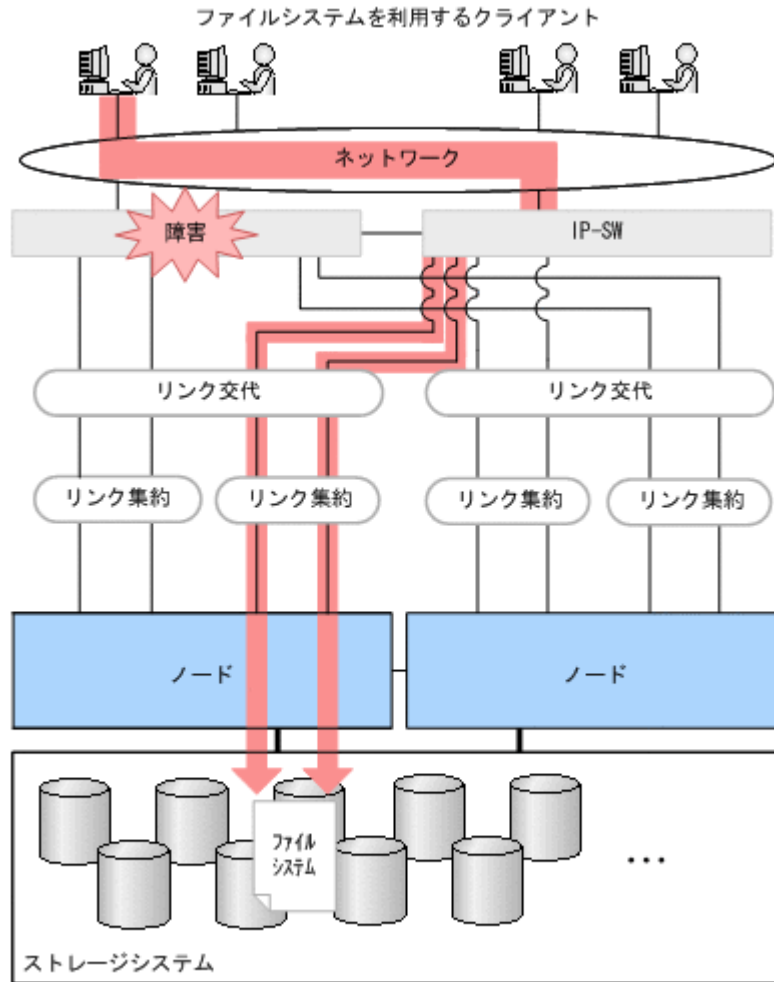 ファイルシステムを利用するクライアント
ネットワーク
障害
IP-SW
リンク交代
リンク交代
リンク集約
リンク集約
リンク集約
リンク集約
ノード
ノード
ファイル
システム
...
ストレージシステム